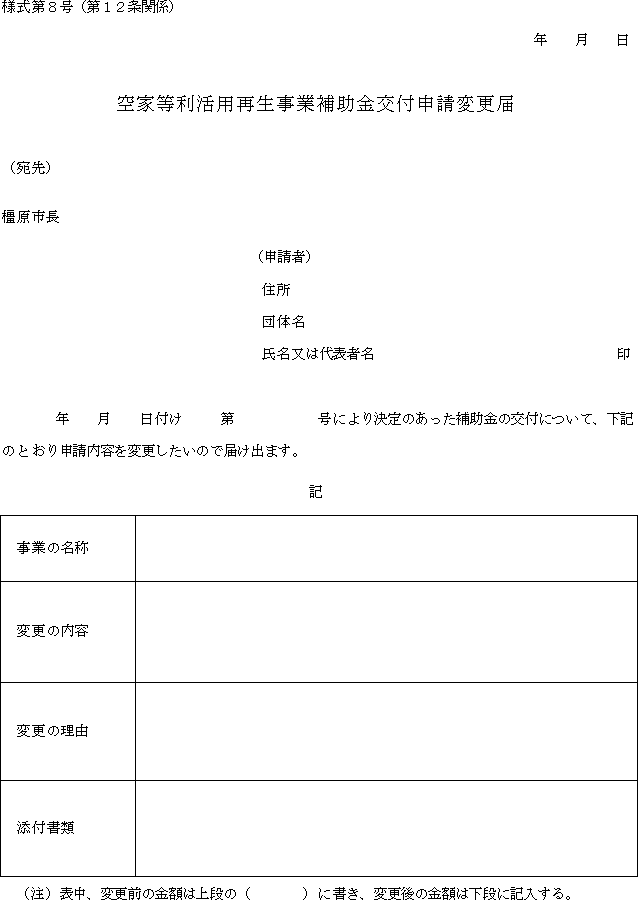 様式第８号（第１２条関係）
年　　月　　日
空家等利活用再生事業補助金交付申請変更届
（宛先）
橿原市長
（申請者）
住所
団体名
氏名又は代表者名　　　　　　　　　　印
年　　月　　日付け　　第　　　　　　号により決定のあった補助金の交付について、下記
のとおり申請内容を変更したいので届け出ます。
記
事業の名称
変更の内容
変更の理由
添付書類
（注）表中、変更前の金額は上段の（　　　）に書き、変更後の金額は下段に記入する。